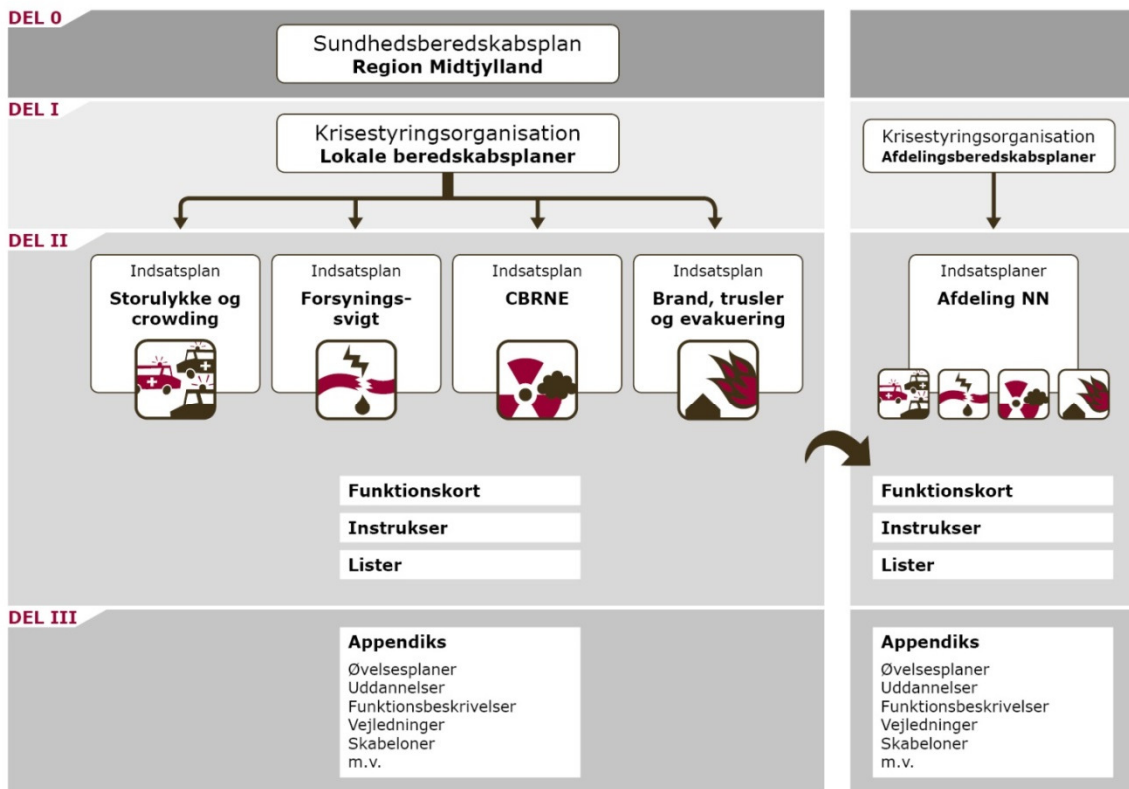 DEL 0
Sundhedsberedskabsplan
Region Midtjylland
DEL I
Krisestyringsorganisation
Lokale beredskabsplaner
Krisestyringsorganisation
Afdelingsberedskabsplaner
DEL II
Indsatsplan
Storulykke og
crowding
Indsatsplan
Forsynings-
svigt
Indsatsplan
CBRNE
Indsatsplan
Brand, trusler
og evakuering
Indsatsplaner
Afdeling NN
Funktionskort
Instrukser
Lister
Funktionskort
Instrukser
Lister
DEL III
Appendiks
Øvelsesplaner
Uddannelser
Funktionsbeskrivelser
Vejledninger
Skabeloner
m.v.
Appendiks
Øvelsesplaner
Uddannelser
Funktionsbeskrivelser
Vejledninger
Skabeloner
m.v.